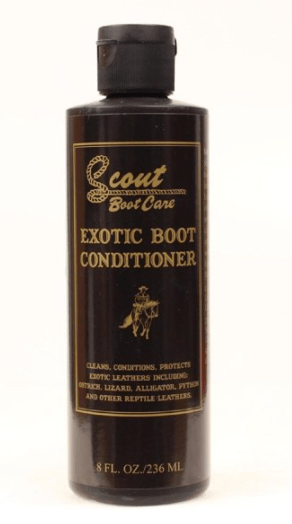 Scout
Boot Care
EXOTIC BOOT
CONDITIONER
CLEANS, CONDITIONS, PROTECTS
EXOTIC LEATHERS INCLUDING:
OSTRICH, LIZARD, ALLIGATOR, PYTHON
AND OTHER REPTILE LEATHERS.
8 FL. OZ./236 ML